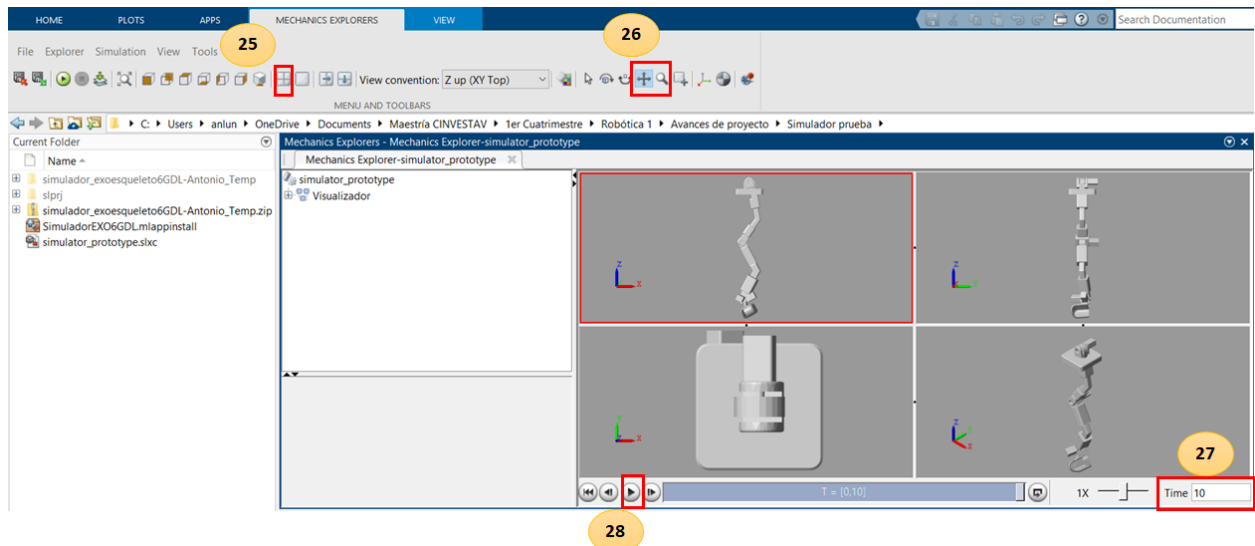 HOME PLOTS APPS MECHANICS EXPLORERS VIEW
Search Documentation
25
26
File Explorer Simulation View Tools
View convention: Z up (XY Top)
MENU AND TOOLBARS
C: Users anlun OneDrive Documents Maestría CINVESTAV 1er Cuatrimestre Robótica 1 Avances de proyecto Simulador prueba
Current Folder
Name
simulador_exoesqueleto6GDL-Antonio_Temp
slprj
simulador_exoesqueleto6GDL-Antonio_Temp.zip
SimuladorEXO6GDL.mlappinstall
simulator_prototype.slxc
Mechanics Explorers - Mechanics Explorer-simulator_prototype
Mechanics Explorer-simulator_prototype
simulator_prototype
Visualizador
z
x
z
y
x
z
27
T = [0,10]
1X
Time 10
28